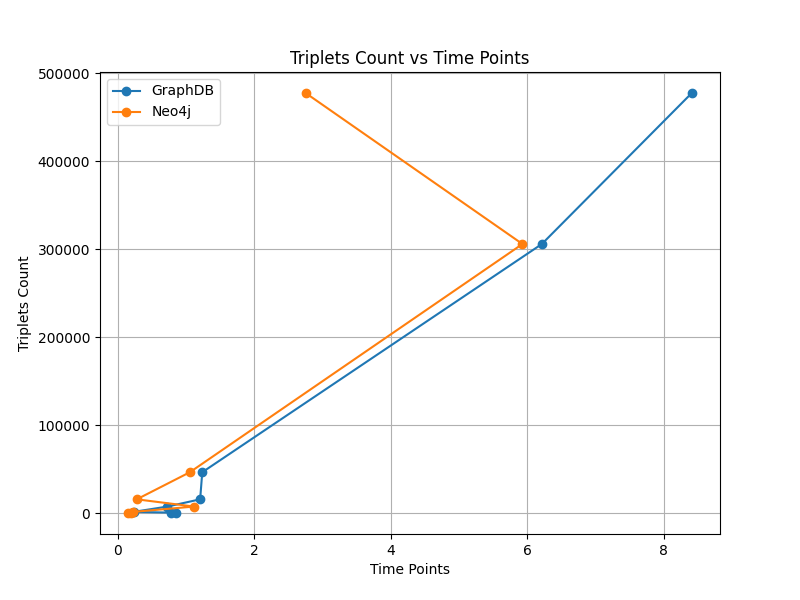 Triplets Count vs Time Points
GraphDB
Neo4j
500000
400000
300000
200000
100000
0
Triplets Count
0 2 4 6 8
Time Points